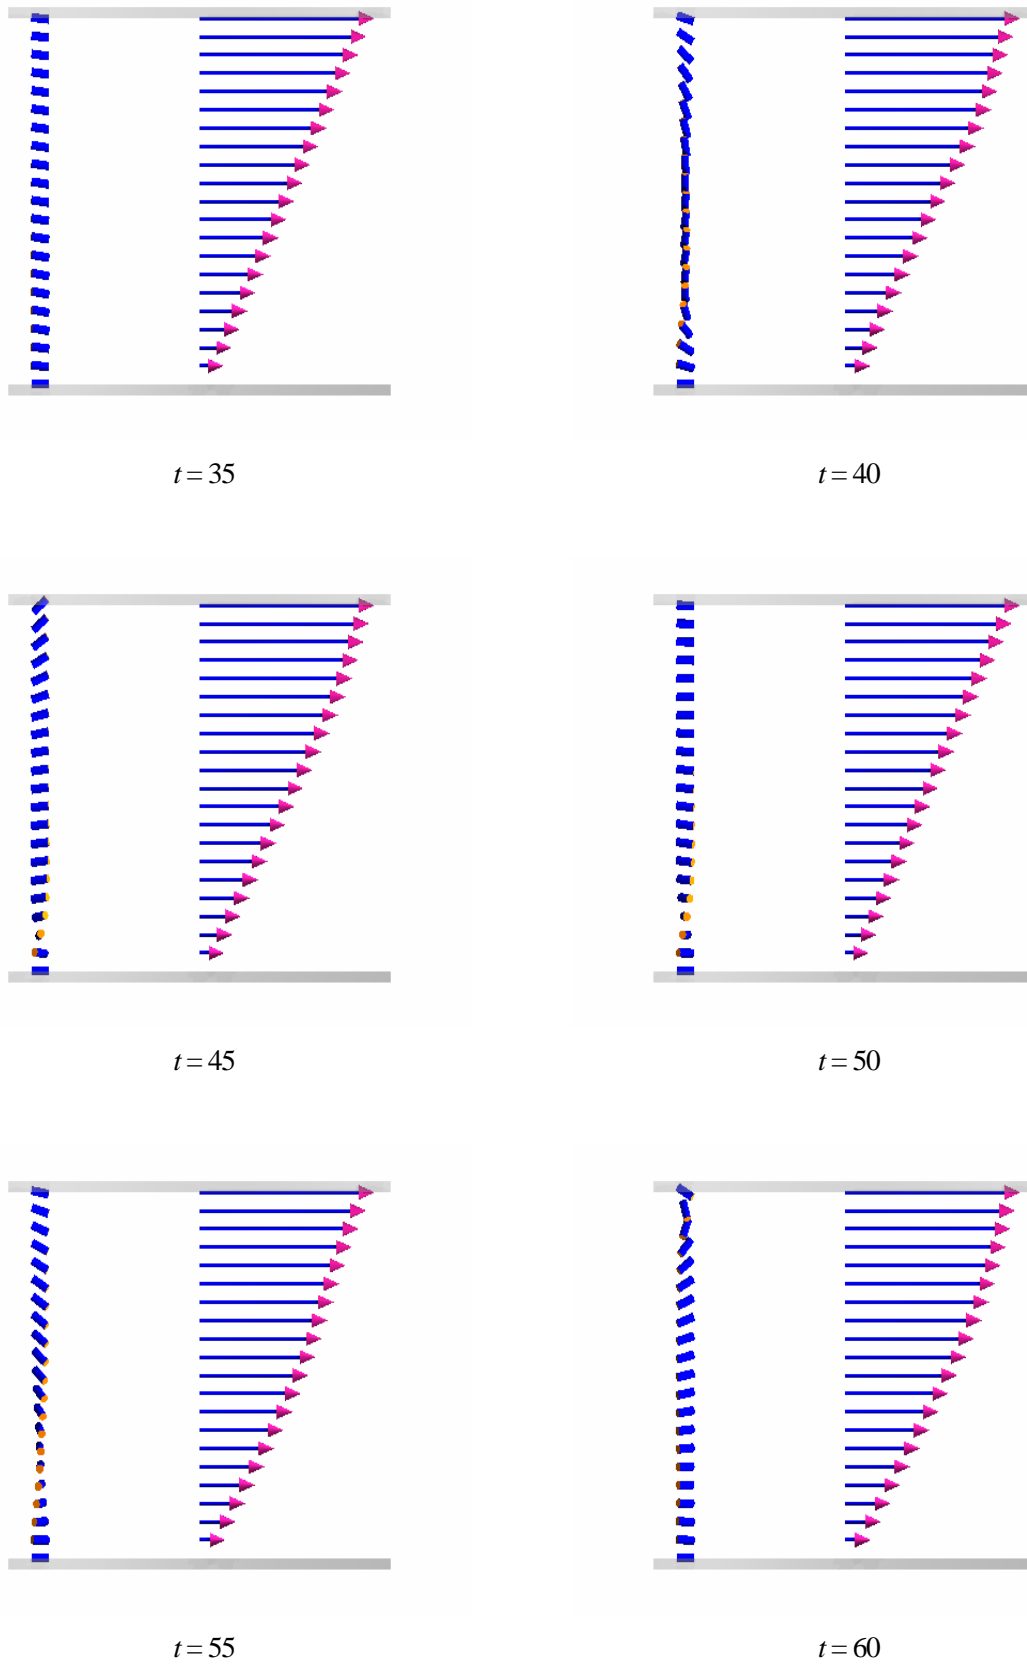 t = 35
t = 40
t = 45
t = 50
t = 55
t = 60